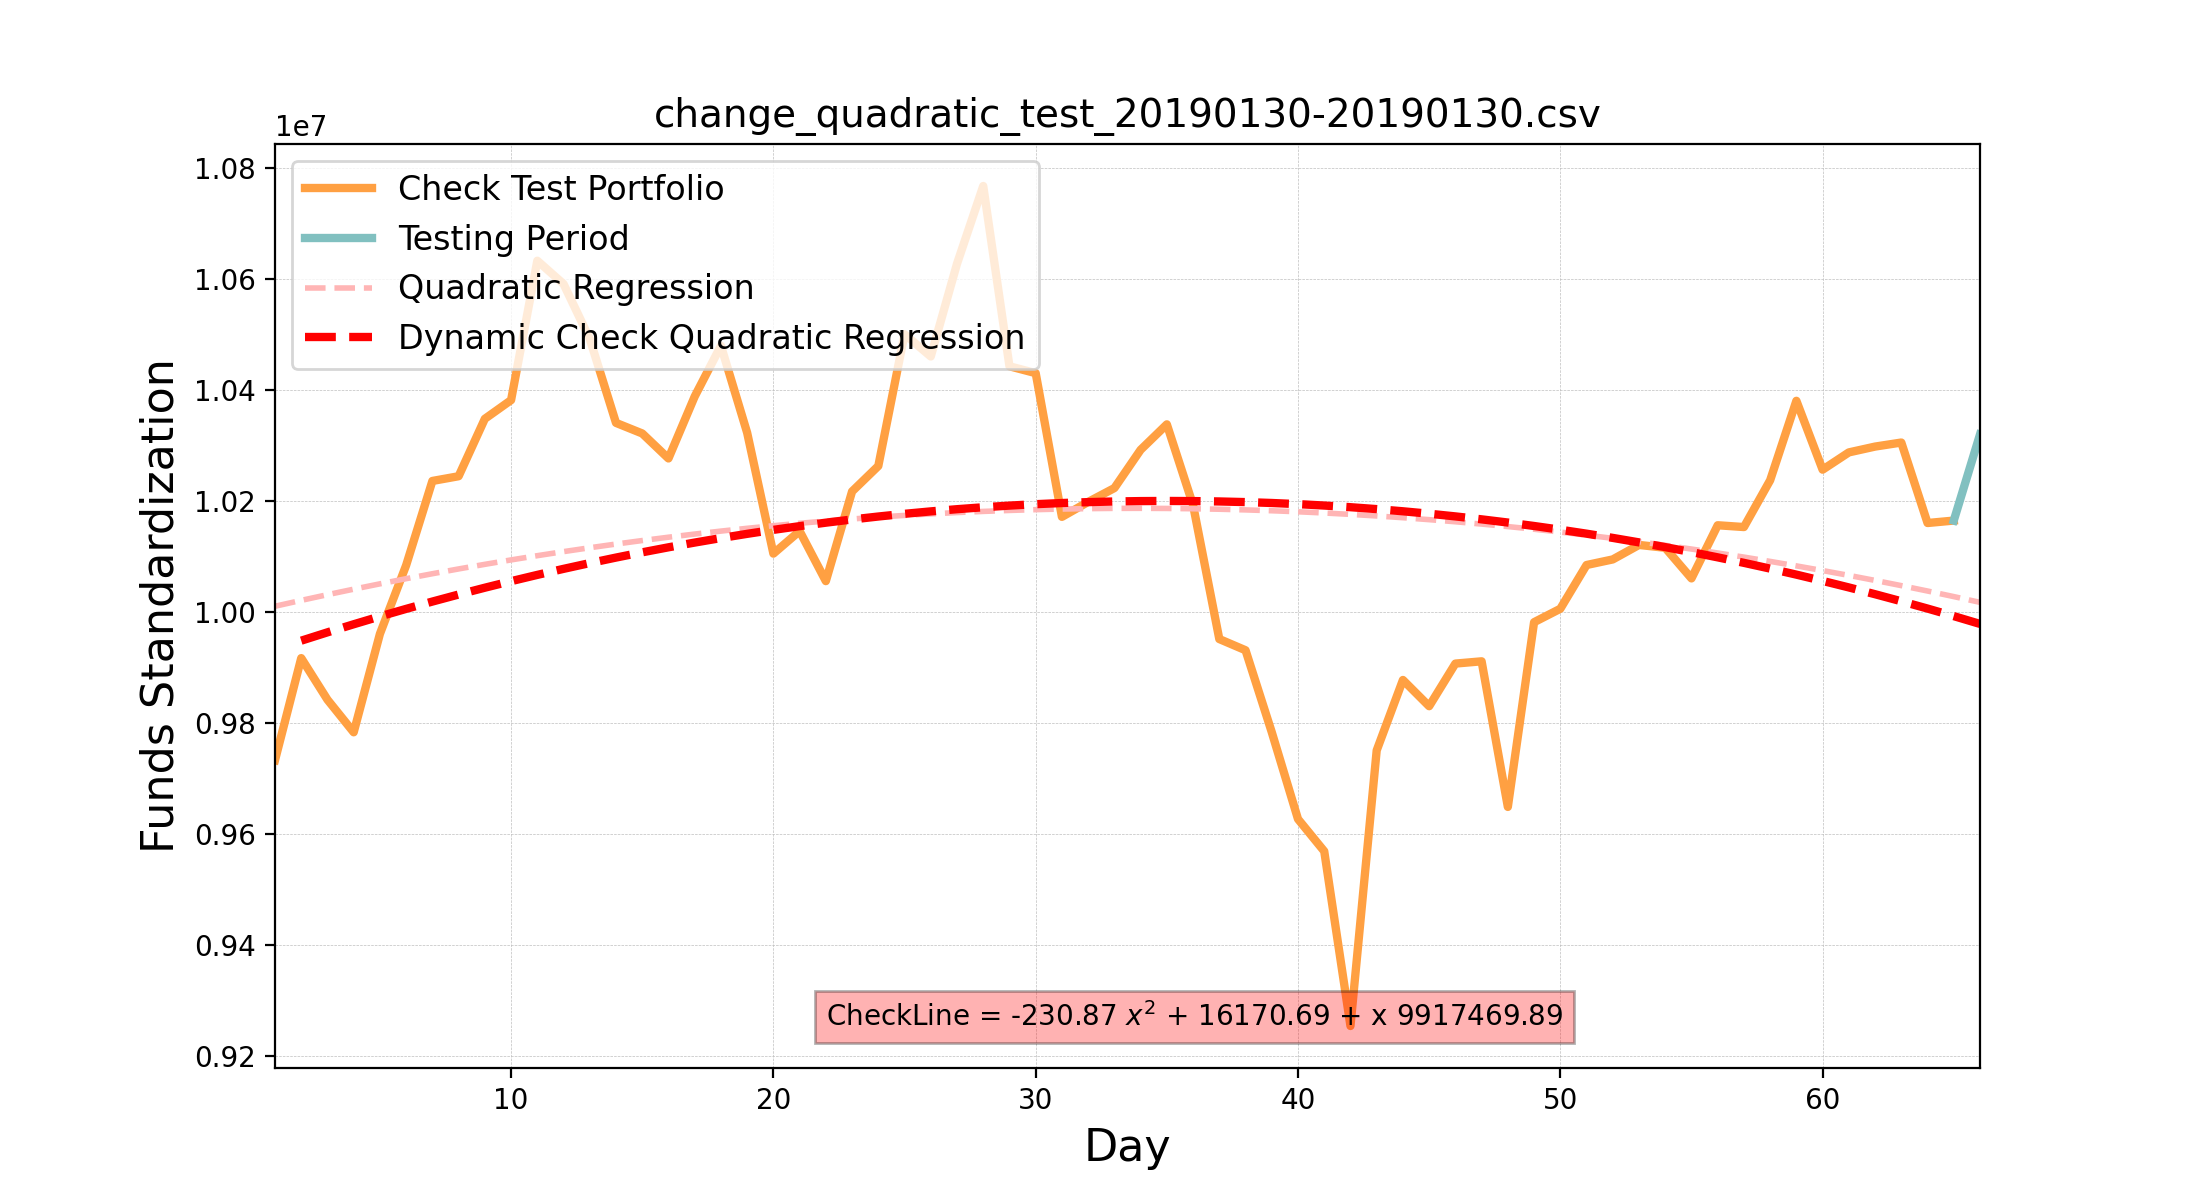 change_quadratic_test_20190130-20190130.csv
1e7
1.08
1.06
1.04
1.02
1.00
0.98
0.96
0.94
0.92
Funds Standardization
Check Test Portfolio
Testing Period
Quadratic Regression
Dynamic Check Quadratic Regression
CheckLine = -230.87 x² + 16170.69 + x 9917469.89
10 20 30 40 50 60
Day